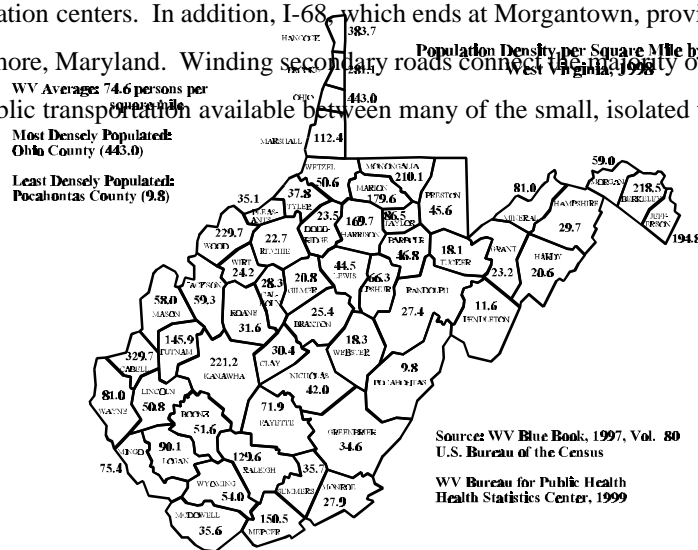 ation centers. In addition, I-68, which ends at Morgantown, provi
more, Maryland. Winding secondary roads connect the majority o
blic transportation available between many of the small, isolated
Population Density per Square Mile by
West Virginia, 1998
WV Average: 74.6 persons per
square mile
Most Densely Populated:
Ohio County (443.0)
Least Densely Populated:
Pocahontas County (9.8)
HANCOCK 383.7
281.1
OHIO 443.0
MARSHALL 112.4
WETZEL 50.6
MONONGALIA 210.1
MARION 179.6
PRESTON 45.6
MORGAN 59.0
BERKELEY 218.5
JEFFERSON 194.8
MINERAL 81.0
HAMPSHIRE 29.7
35.1
PLEASANTS
TYLER 37.8
DODDRIDGE 23.5
HARRISON 169.7
TAYLOR 86.5
BARBOUR 46.8
TUCKER 18.1
GRANT 23.2
HARDY 20.6
WOOD 229.7
RITCHIE 22.7
WIRT 24.2
CALHOUN 28.3
GILMER 20.8
LEWIS 44.5
UPSHUR 66.3
RANDOLPH 27.4
PENDLETON 11.6
MASON 58.0
JACKSON 59.3
ROANE 31.6
BRAXTON 25.4
WEBSTER 18.3
POCAHONTAS 9.8
CABELL 329.7
PUTNAM 145.9
KANAWHA 221.2
CLAY 30.4
NICHOLAS 42.0
WAYNE 81.0
LINCOLN 50.8
BOONE 51.6
FAYETTE 71.9
GREENBRIER 34.6
MINGO 75.4
LOGAN 90.1
RALEIGH 129.6
SUMMERS 35.7
MONROE 27.9
WYOMING 54.0
MCDOWELL 35.6
MERCER 150.5
Source: WV Blue Book, 1997, Vol. 80
U.S. Bureau of the Census
WV Bureau for Public Health
Health Statistics Center, 1999